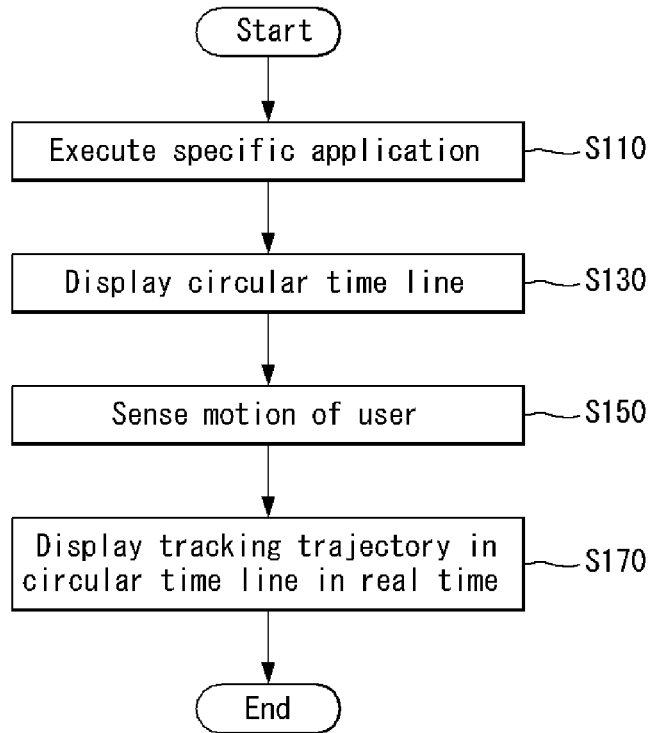 Start
Execute specific application
S110
Display circular time line
S130
Sense motion of user
S150
Display tracking trajectory in
circular time line in real time
S170
End